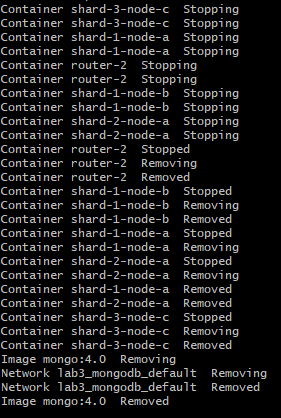 Container shard-3-node-c  Stopping
Container shard-3-node-c  Stopping
Container shard-1-node-a  Stopping
Container shard-1-node-a  Stopping
Container router-2  Stopping
Container router-2  Stopping
Container shard-1-node-b  Stopping
Container shard-1-node-b  Stopping
Container shard-2-node-a  Stopping
Container shard-2-node-a  Stopping
Container router-2  Stopped
Container router-2  Removing
Container router-2  Removed
Container shard-1-node-b  Stopped
Container shard-1-node-b  Removing
Container shard-1-node-b  Removed
Container shard-1-node-a  Stopped
Container shard-1-node-a  Removing
Container shard-2-node-a  Stopped
Container shard-2-node-a  Removing
Container shard-1-node-a  Removed
Container shard-2-node-a  Removed
Container shard-3-node-c  Stopped
Container shard-3-node-c  Removing
Container shard-3-node-c  Removed
Image mongo:4.0  Removing
Network lab3_mongodb_default  Removing
Network lab3_mongodb_default  Removed
Image mongo:4.0  Removed